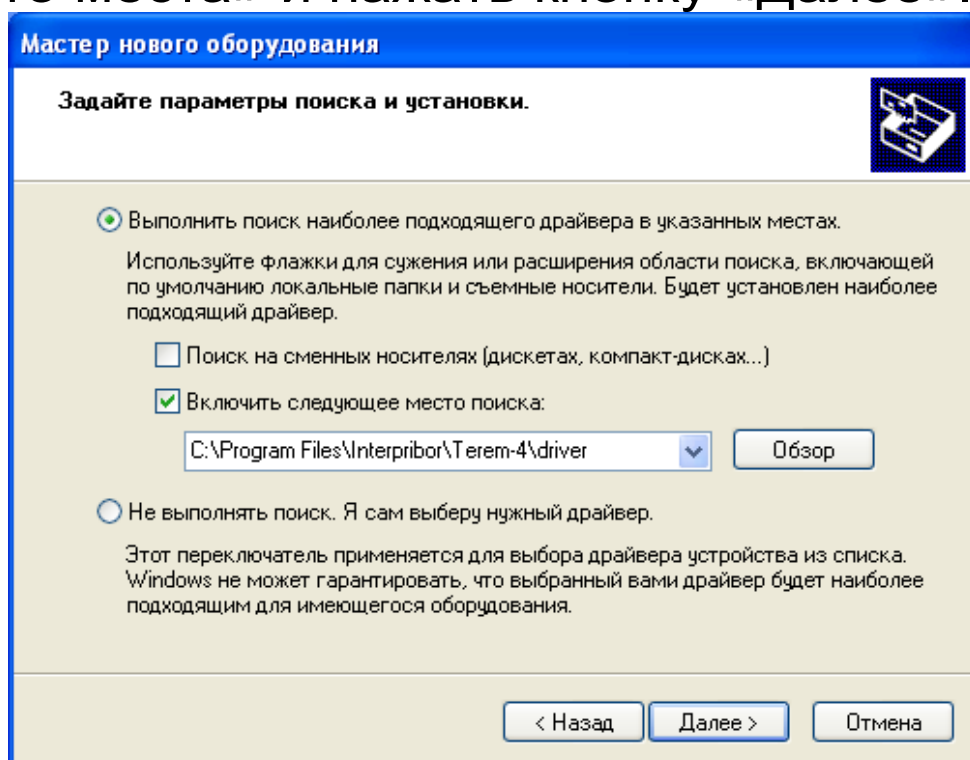 места» и нажать кнопку «Далее».
Мастер нового оборудования
Задайте параметры поиска и установки.
Выполнить поиск наиболее подходящего драйвера в указанных местах.
Используйте флажки для сужения или расширения области поиска, включающей
по умолчанию локальные папки и съемные носители. Будет установлен наиболее
подходящий драйвер.
Поиск на сменных носителях (дискетах, компакт-дисках...)
Включить следующее место поиска:
C:\Program Files\Interpribor\Terem-4\driver
Обзор
Не выполнять поиск. Я сам выберу нужный драйвер.
Этот переключатель применяется для выбора драйвера устройства из списка.
Windows не может гарантировать, что выбранный вами драйвер будет наиболее
подходящим для имеющегося оборудования.
< Назад
Далее >
Отмена